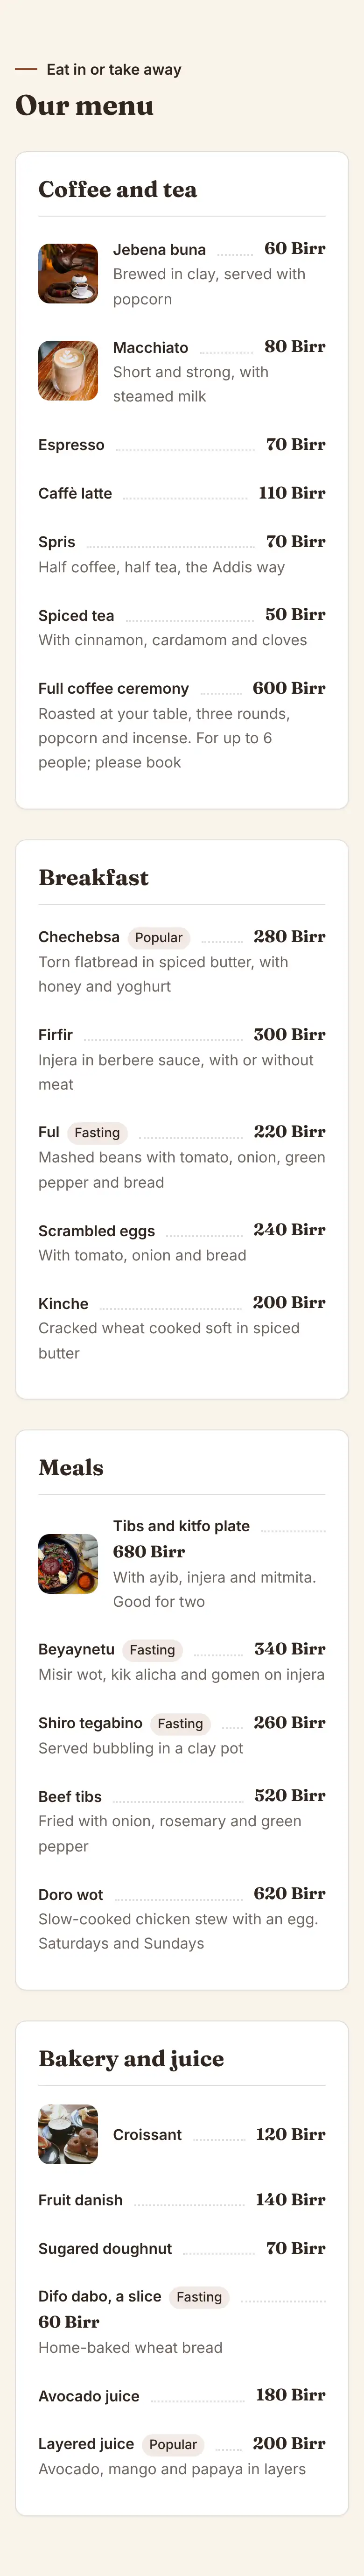 Eat in or take away
Our menu
Coffee and tea
Jebena buna 60 Birr
Brewed in clay, served with
popcorn
Macchiato 80 Birr
Short and strong, with
steamed milk
Espresso 70 Birr
Caffè latte 110 Birr
Spris 70 Birr
Half coffee, half tea, the Addis way
Spiced tea 50 Birr
With cinnamon, cardamom and cloves
Full coffee ceremony 600 Birr
Roasted at your table, three rounds,
popcorn and incense. For up to 6
people; please book
Breakfast
Chechebsa Popular 280 Birr
Torn flatbread in spiced butter, with
honey and yoghurt
Firfir 300 Birr
Injera in berbere sauce, with or without
meat
Ful Fasting 220 Birr
Mashed beans with tomato, onion, green
pepper and bread
Scrambled eggs 240 Birr
With tomato, onion and bread
Kinche 200 Birr
Cracked wheat cooked soft in spiced
butter
Meals
Tibs and kitfo plate
680 Birr
With ayib, injera and mitmita.
Good for two
Beyaynetu Fasting 340 Birr
Misir wot, kik alicha and gomen on injera
Shiro tegabino Fasting 260 Birr
Served bubbling in a clay pot
Beef tibs 520 Birr
Fried with onion, rosemary and green
pepper
Doro wot 620 Birr
Slow-cooked chicken stew with an egg.
Saturdays and Sundays
Bakery and juice
Croissant 120 Birr
Fruit danish 140 Birr
Sugared doughnut 70 Birr
Difo dabo, a slice Fasting
60 Birr
Home-baked wheat bread
Avocado juice 180 Birr
Layered juice Popular 200 Birr
Avocado, mango and papaya in layers